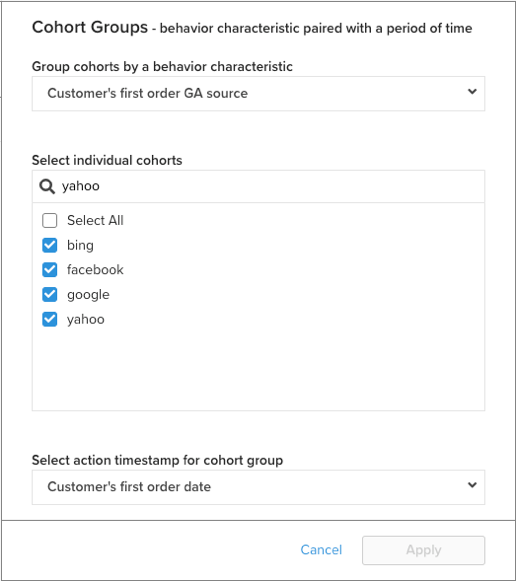 Cohort Groups - behavior characteristic paired with a period of time
Group cohorts by a behavior characteristic
Customer's first order GA source
Select individual cohorts
yahoo
Select All
bing
facebook
google
yahoo
Select action timestamp for cohort group
Customer's first order date
Cancel Apply